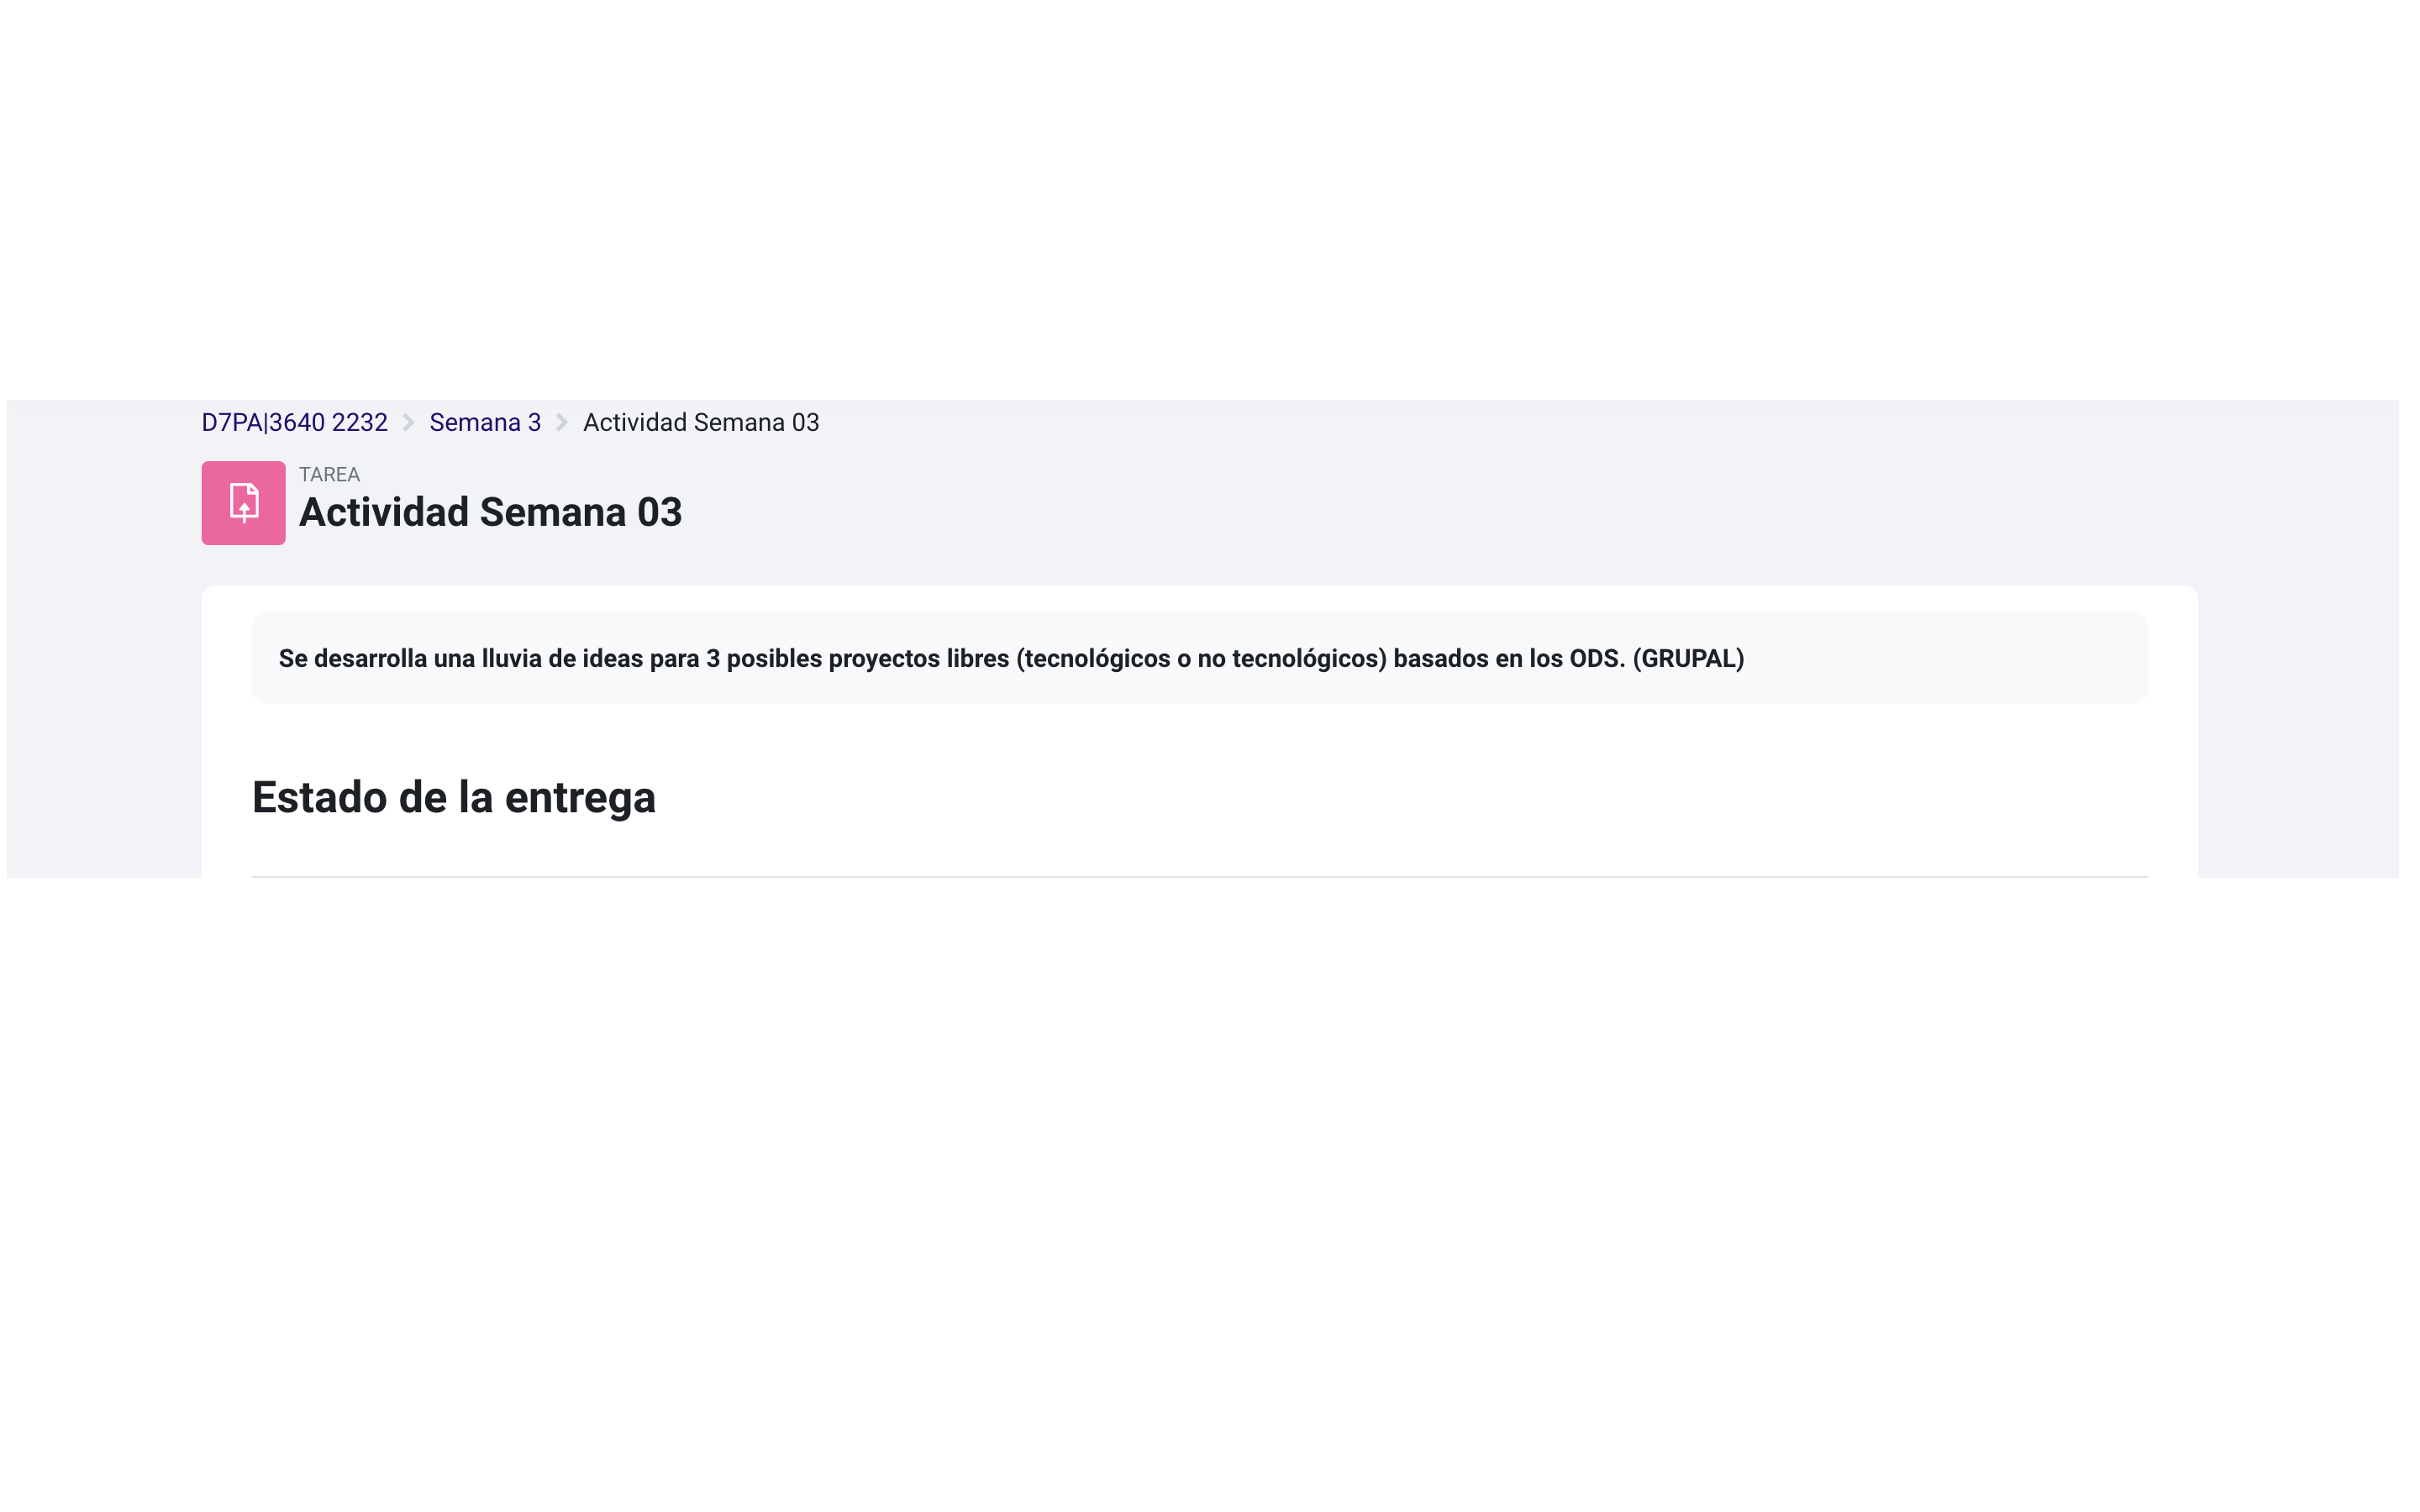 D7PA|3640 2232 > Semana 3 > Actividad Semana 03
TAREA
Actividad Semana 03
Se desarrolla una lluvia de ideas para 3 posibles proyectos libres (tecnológicos o no tecnológicos) basados en los ODS. (GRUPAL)
Estado de la entrega